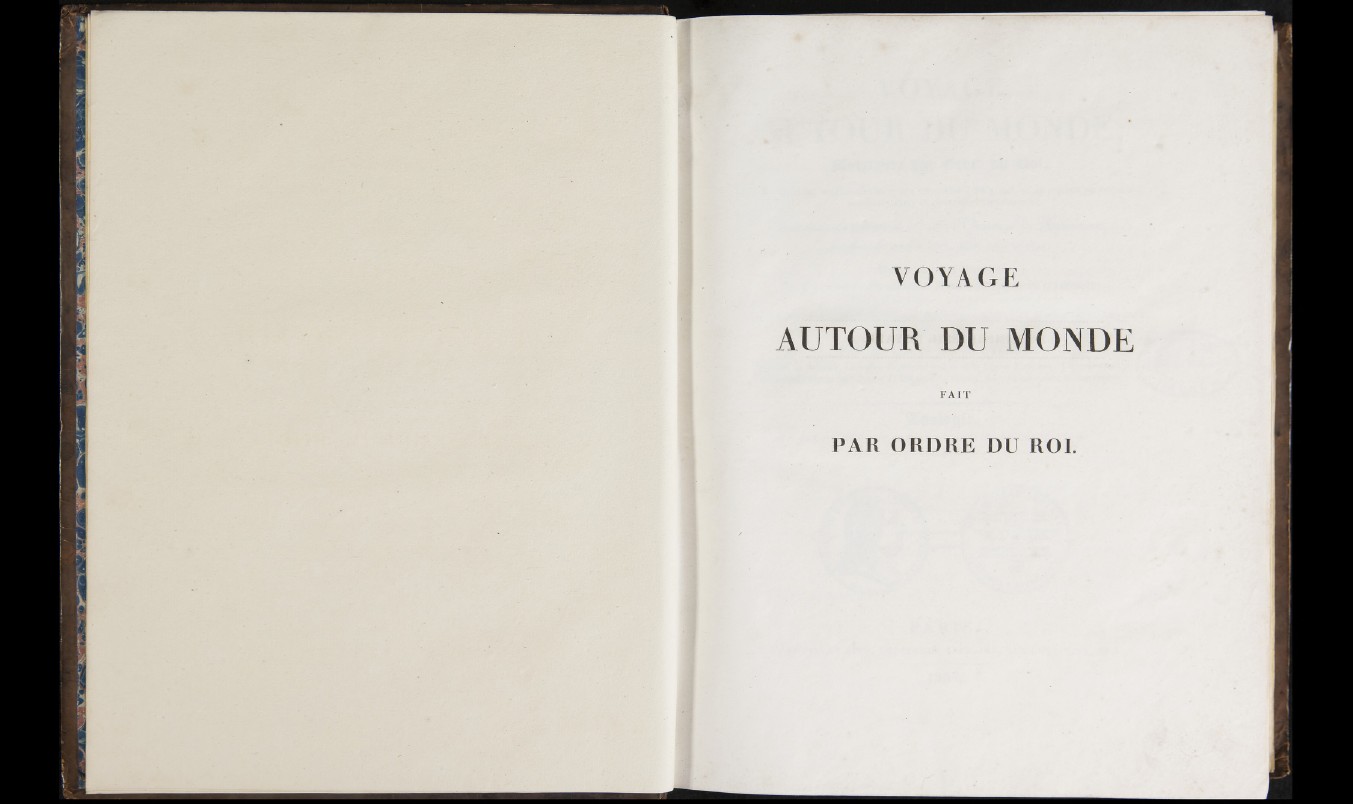 VOYAGE
AUTOUR DU MONDE
FAIT
PAR ORDRE DU ROI.